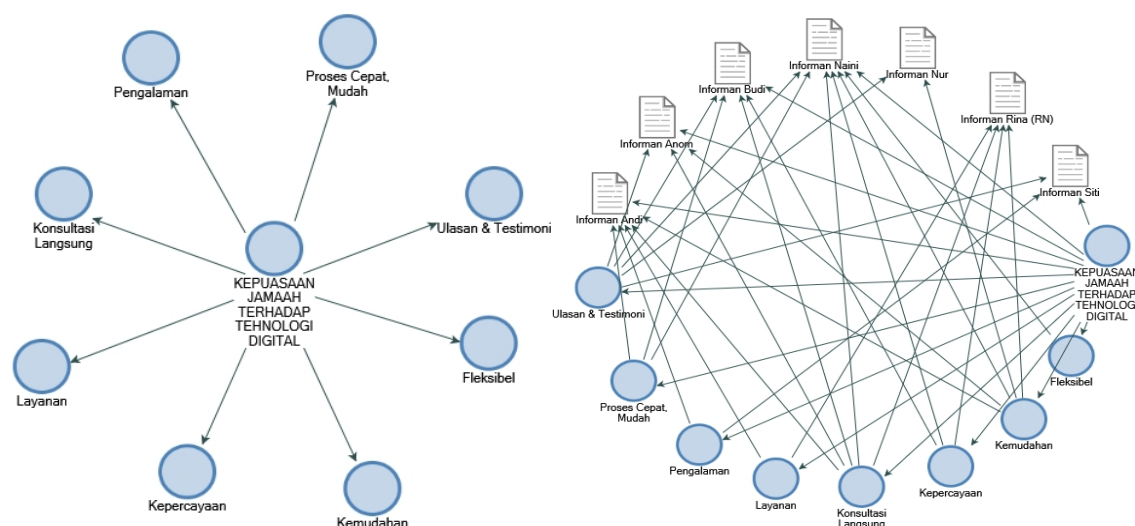 Pengalaman
Proses Cepat,
Mudah
Konsultasi
Langsung
Ulasan & Testimoni
KEPUASAAN
JAMAAH
TERHADAP
TEHNOLOGI
DIGITAL
Layanan
Fleksibel
Kepercayaan
Kemudahan
Informan Naini
Informan Nur
Informan Budi
Informan Rina (RN)
Informan Anom
Informan Siti
Informan Andi
KEPUASAAN
JAMAAH
TERHADAP
TEHNOLOGI
DIGITAL
Ulasan & Testimoni
Fleksibel
Proses Cepat,
Mudah
Kemudahan
Pengalaman
Kepercayaan
Layanan
Konsultasi
Langsung